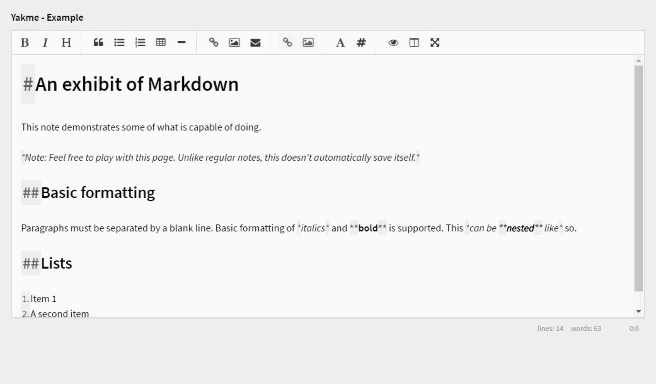 Yakme - Example
B I H A #
#An exhibit of Markdown
This note demonstrates some of what is capable of doing.
*Note: Feel free to play with this page. Unlike regular notes, this doesn't automatically save itself.*
##Basic formatting
Paragraphs must be separated by a blank line. Basic formatting of *italics* and **bold** is supported. This *can be **nested** like* so.
##Lists
1.Item 1
2.A second item
lines: 14 words: 63 0:0